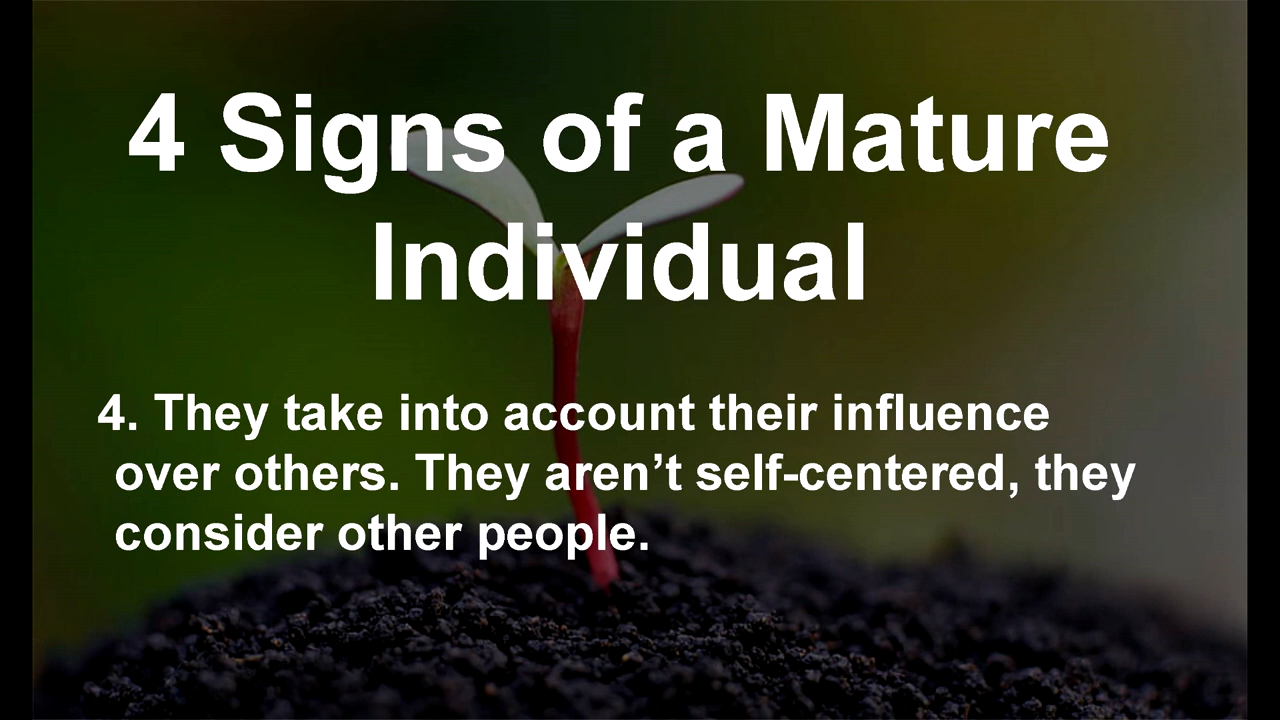 4 Signs of a Mature
Individual
4. They take into account their influence
over others. They aren’t self-centered, they
consider other people.